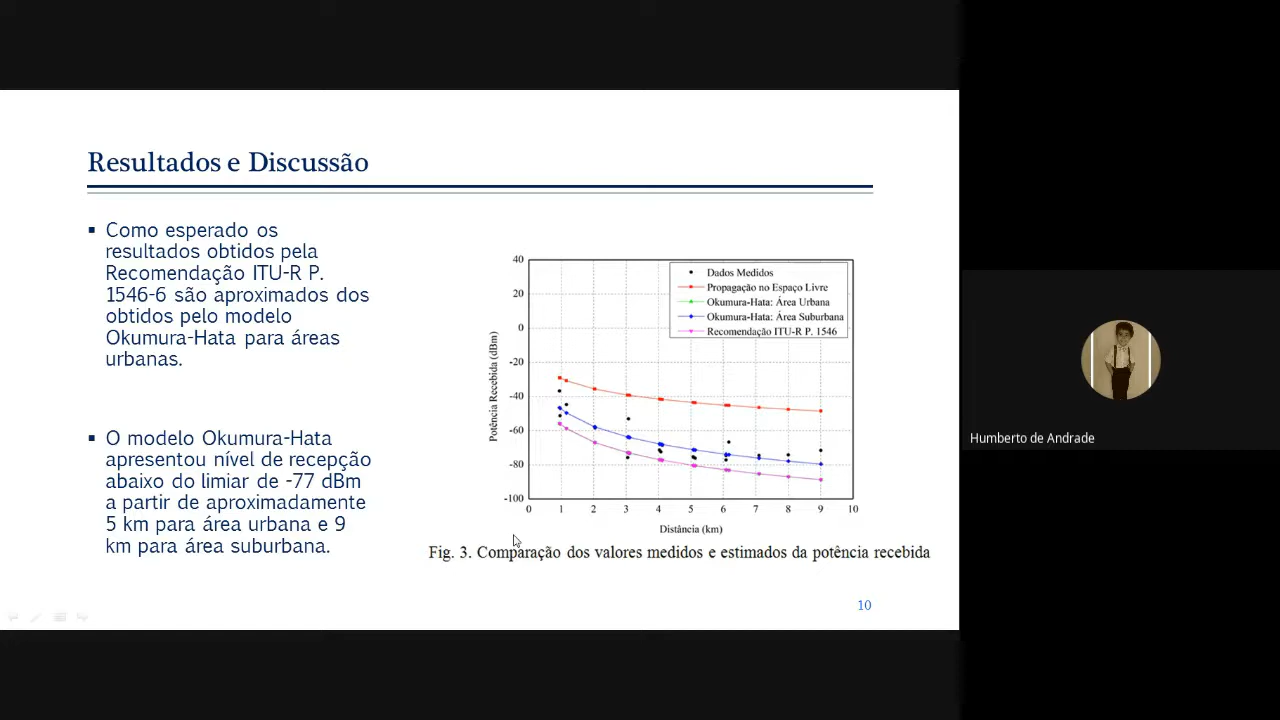 Resultados e Discussão
▪ Como esperado os
resultados obtidos pela
Recomendação ITU-R P.
1546-6 são aproximados dos
obtidos pelo modelo
Okumura-Hata para áreas
urbanas.
▪ O modelo Okumura-Hata
apresentou nível de recepção
abaixo do limiar de -77 dBm
a partir de aproximadamente
5 km para área urbana e 9
km para área suburbana.
40
20
0
-20
-40
-60
-80
-100
Potência Recebida (dBm)
Dados Medidos
Propagação no Espaço Livre
Okumura-Hata: Área Urbana
Okumura-Hata: Área Suburbana
Recomendação ITU-R P. 1546
0 1 2 3 4 5 6 7 8 9 10
Distância (km)
Fig. 3. Comparação dos valores medidos e estimados da potência recebida
10
Humberto de Andrade